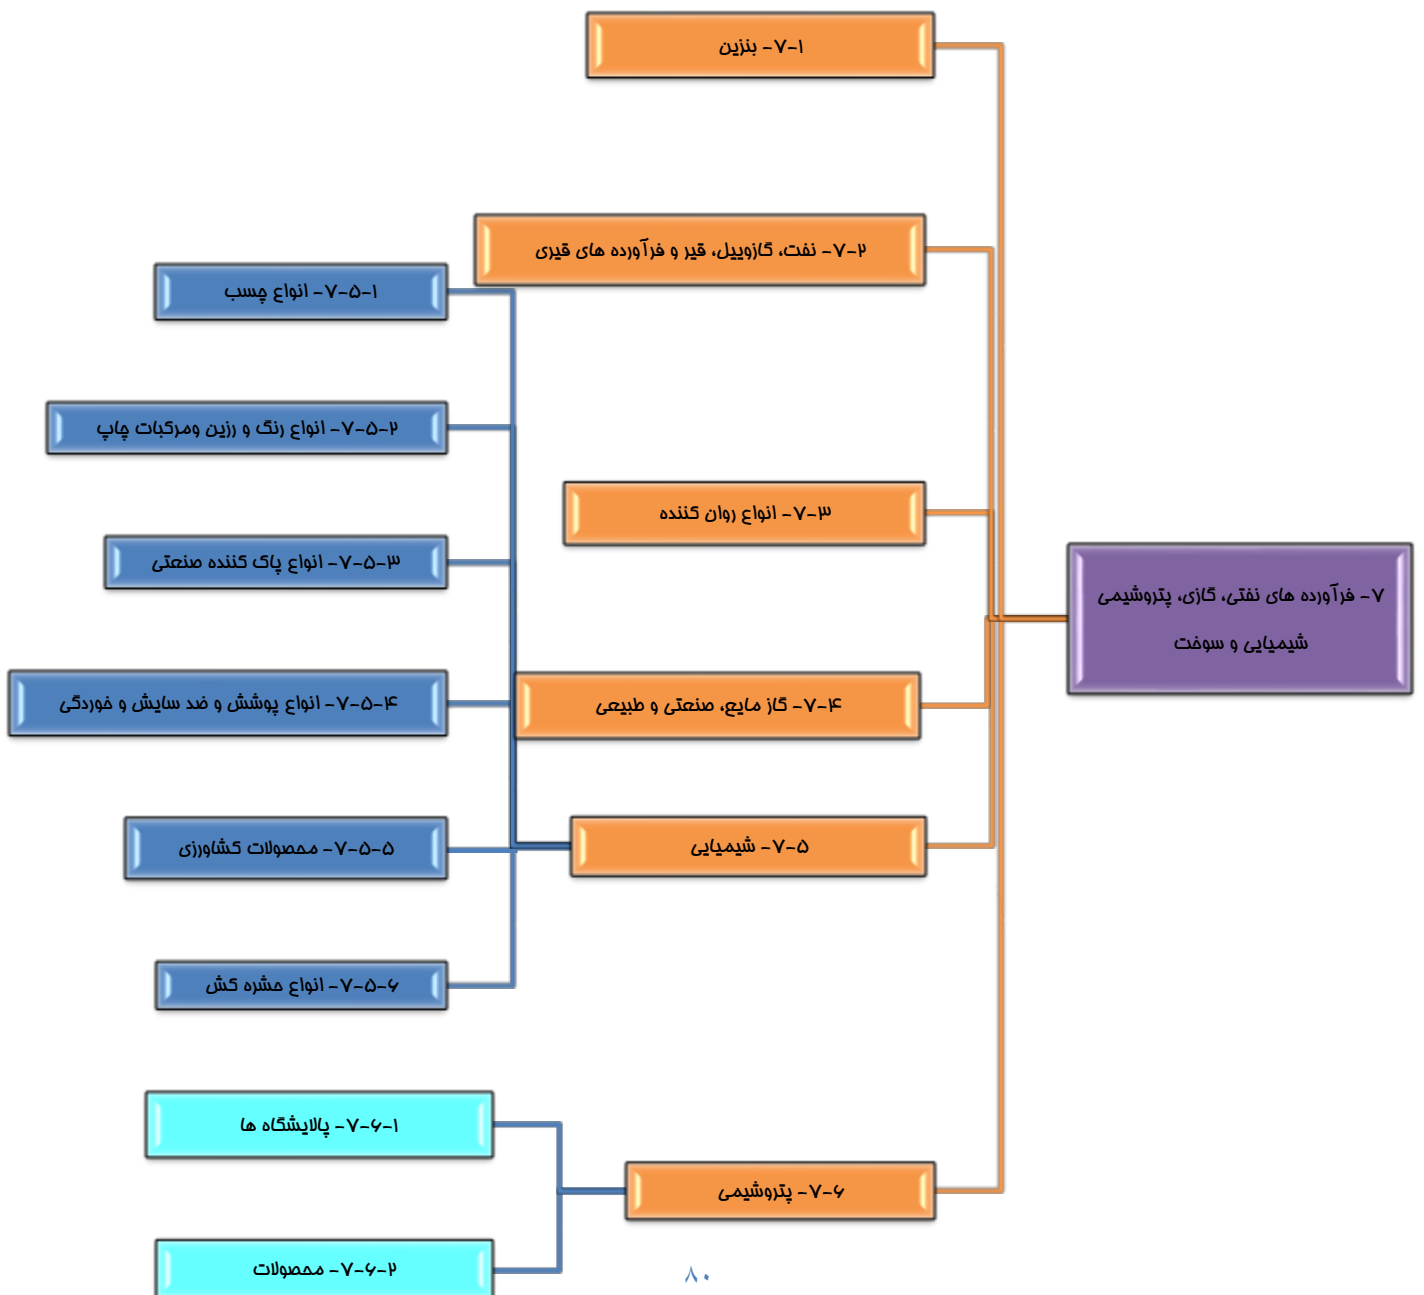 ۷- فرآورده های نفتی، گازی، پتروشیمی
شیمیایی و سوخت
۷-۱- بنزین
۷-۲- نفت، گازوییل، قیر و فرآورده های قیری
۷-۳- انواع روان کننده
۷-۴- گاز مایع، صنعتی و طبیعی
۷-۵- شیمیایی
۷-۵-۱- انواع چسب
۷-۵-۲- انواع رنگ و رزین ومرکبات چاپ
۷-۵-۳- انواع پاک کننده صنعتی
۷-۵-۴- انواع پوشش و ضد سایش و خوردگی
۷-۵-۵- محصولات کشاورزی
۷-۵-۶- انواع حشره کش
۷-۶- پتروشیمی
۷-۶-۱- پالایشگاه ها
۷-۶-۲- محصولات
۸۰